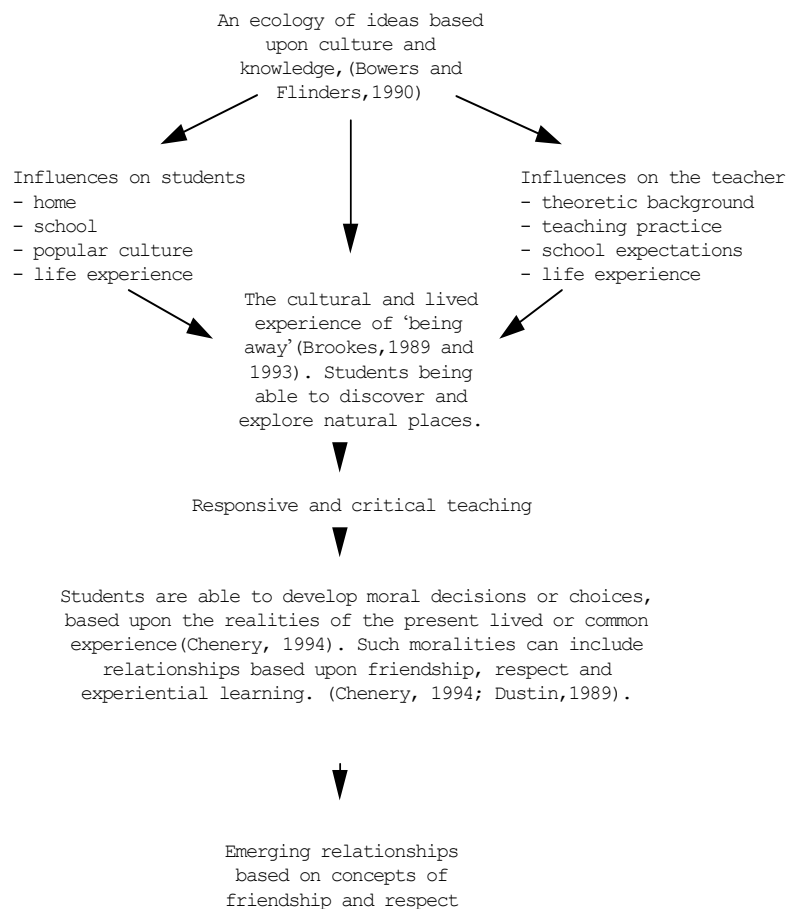 An ecology of ideas based
upon culture and
knowledge,(Bowers and
Flinders,1990)
Influences on students
- home
- school
- popular culture
- life experience
Influences on the teacher
- theoretic background
- teaching practice
- school expectations
- life experience
The cultural and lived
experience of ‘being
away’(Brookes,1989 and
1993). Students being
able to discover and
explore natural places.
Responsive and critical teaching
Students are able to develop moral decisions or choices,
based upon the realities of the present lived or common
experience(Chenery, 1994). Such moralities can include
relationships based upon friendship, respect and
experiential learning. (Chenery, 1994; Dustin,1989).
Emerging relationships
based on concepts of
friendship and respect